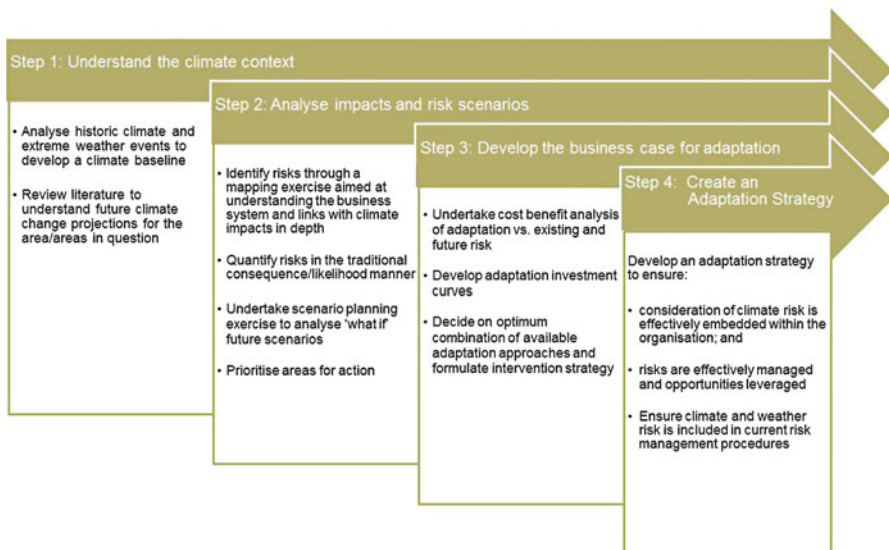 Step 1: Understand the climate context
• Analyse historic climate and
extreme weather events to
develop a climate baseline
• Review literature to
understand future climate
change projections for the
area/areas in question
Step 2: Analyse impacts and risk scenarios
• Identify risks through a
mapping exercise aimed at
understanding the business
system and links with climate
impacts in depth
• Quantify risks in the traditional
consequence/likelihood manner
• Undertake scenario planning
exercise to analyse 'what if'
future scenarios
• Prioritise areas for action
Step 3: Develop the business case for adaptation
• Undertake cost benefit analysis
of adaptation vs. existing and
future risk
• Develop adaptation investment
curves
• Decide on optimum
combination of available
adaptation approaches and
formulate intervention strategy
Step 4: Create an
Adaptation Strategy
Develop an adaptation strategy
to ensure:
• consideration of climate risk is
effectively embedded within the
organisation; and
• risks are effectively managed
and opportunities leveraged
• Ensure climate and weather
risk is included in current risk
management procedures